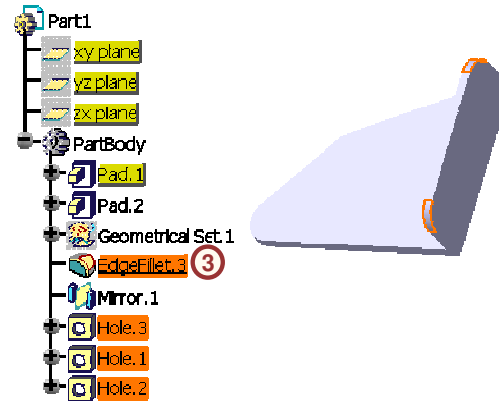 Part1
xy plane
yz plane
zx plane
PartBody
Pad.1
Pad.2
Geometrical Set.1
EdgeFillet.3 3
Mirror.1
Hole.3
Hole.1
Hole.2